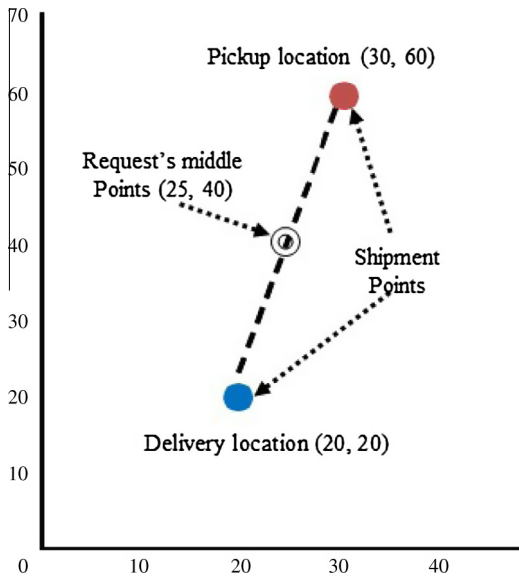 70
Pickup location (30, 60)
60
50
Request's middle
Points (25, 40)
40
Shipment
Points
30
20
Delivery location (20, 20)
10
0 10 20 30 40